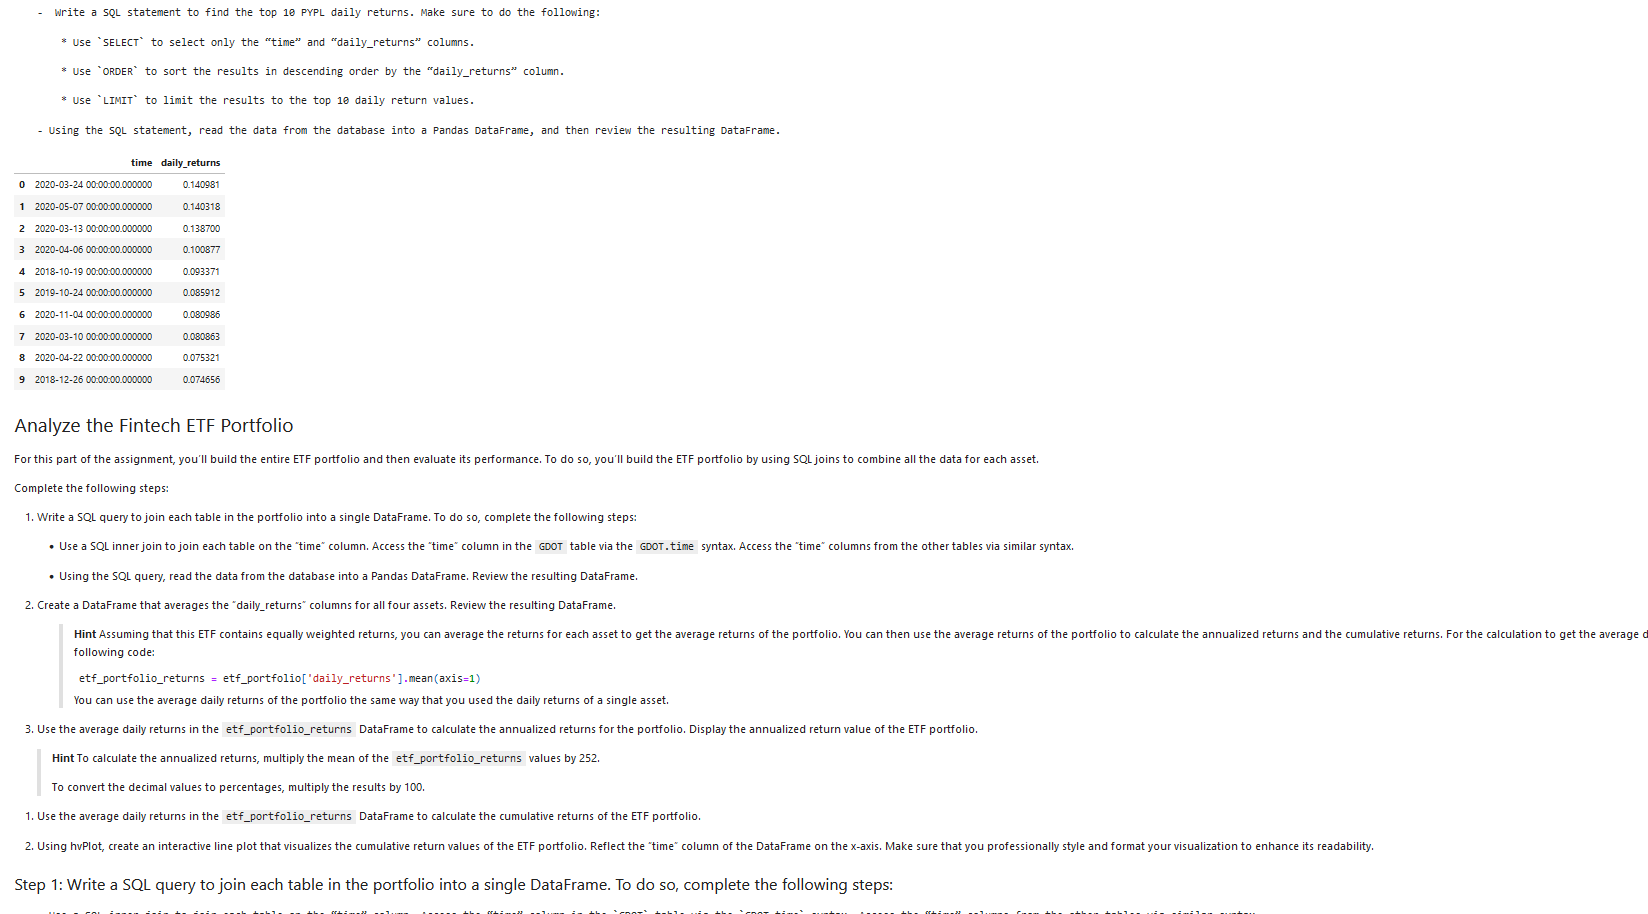 - Write a SQL statement to find the top 10 PYPL daily returns. Make sure to do the following:
* Use `SELECT` to select only the “time” and “daily_returns” columns.
* Use `ORDER` to sort the results in descending order by the “daily_returns” column.
* Use `LIMIT` to limit the results to the top 10 daily return values.
- Using the SQL statement, read the data from the database into a Pandas DataFrame, and then review the resulting DataFrame.
time daily_returns
0 2020-03-24 00:00:00.000000 0.140981
1 2020-05-07 00:00:00.000000 0.140318
2 2020-03-13 00:00:00.000000 0.138700
3 2020-04-06 00:00:00.000000 0.100877
4 2018-10-19 00:00:00.000000 0.093371
5 2019-10-24 00:00:00.000000 0.085912
6 2020-11-04 00:00:00.000000 0.080986
7 2020-03-10 00:00:00.000000 0.080863
8 2020-04-22 00:00:00.000000 0.075321
9 2018-12-26 00:00:00.000000 0.074656
Analyze the Fintech ETF Portfolio
For this part of the assignment, you’ll build the entire ETF portfolio and then evaluate its performance. To do so, you’ll build the ETF portfolio by using SQL joins to combine all the data for each asset.
Complete the following steps:
1. Write a SQL query to join each table in the portfolio into a single DataFrame. To do so, complete the following steps:
• Use a SQL inner join to join each table on the “time” column. Access the “time” column in the GDOT table via the GDOT.time syntax. Access the “time” columns from the other tables via similar syntax.
• Using the SQL query, read the data from the database into a Pandas DataFrame. Review the resulting DataFrame.
2. Create a DataFrame that averages the “daily_returns” columns for all four assets. Review the resulting DataFrame.
Hint Assuming that this ETF contains equally weighted returns, you can average the returns for each asset to get the average returns of the portfolio. You can then use the average returns of the portfolio to calculate the annualized returns and the cumulative returns. For the calculation to get the average
following code:
etf_portfolio_returns = etf_portfolio['daily_returns'].mean(axis=1)
You can use the average daily returns of the portfolio the same way that you used the daily returns of a single asset.
3. Use the average daily returns in the etf_portfolio_returns DataFrame to calculate the annualized returns for the portfolio. Display the annualized return value of the ETF portfolio.
Hint To calculate the annualized returns, multiply the mean of the etf_portfolio_returns values by 252.
To convert the decimal values to percentages, multiply the results by 100.
1. Use the average daily returns in the etf_portfolio_returns DataFrame to calculate the cumulative returns of the ETF portfolio.
2. Using hvPlot, create an interactive line plot that visualizes the cumulative return values of the ETF portfolio. Reflect the “time” column of the DataFrame on the x-axis. Make sure that you professionally style and format your visualization to enhance its readability.
Step 1: Write a SQL query to join each table in the portfolio into a single DataFrame. To do so, complete the following steps: